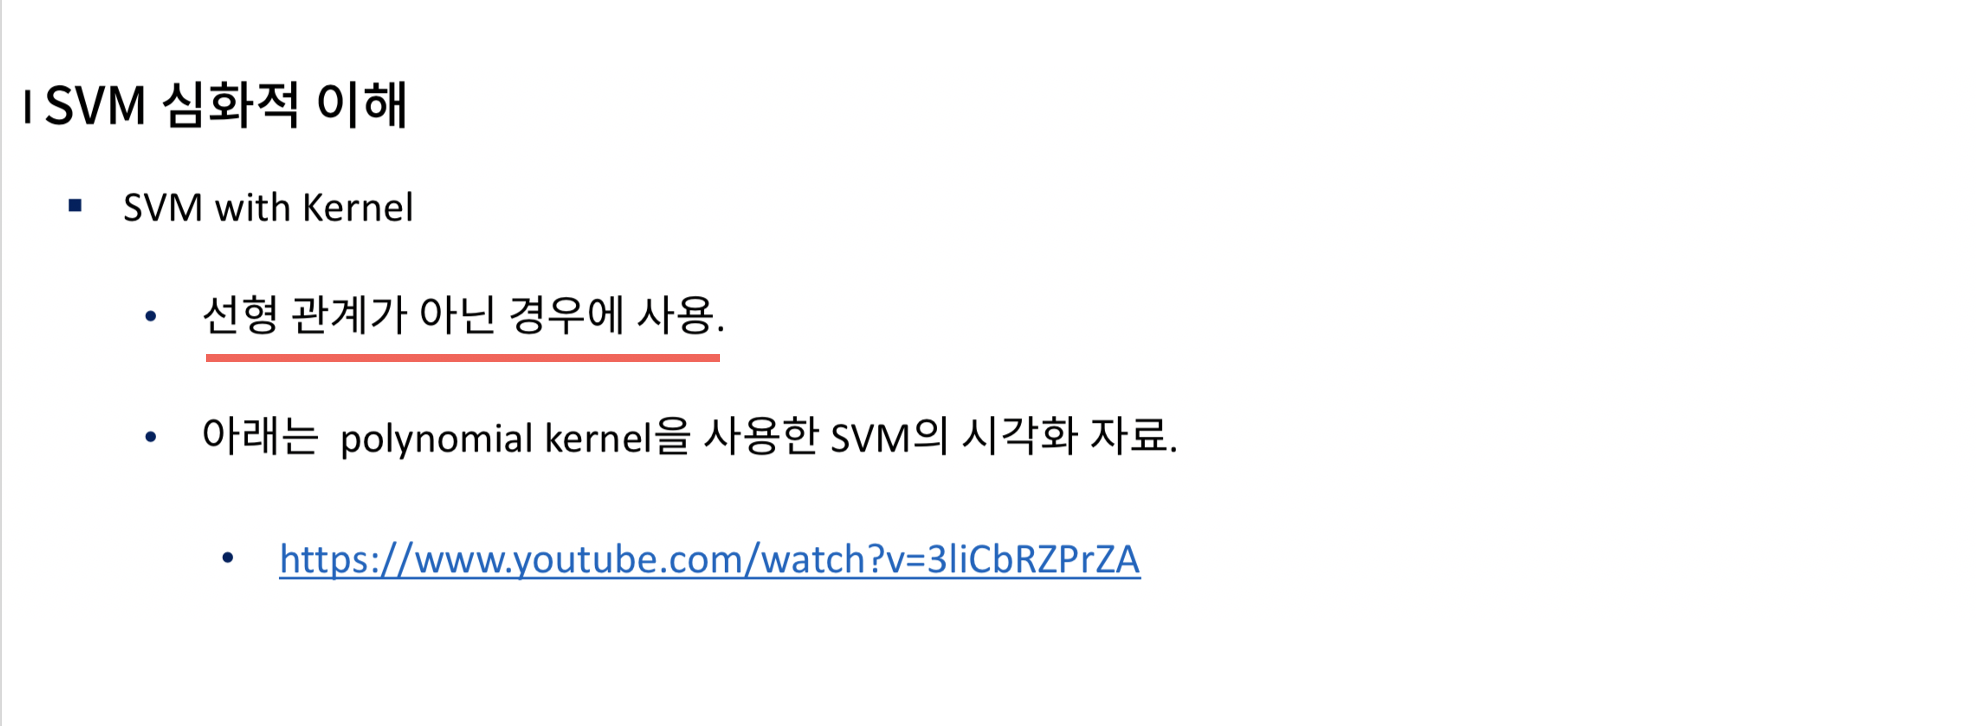 SVM 심화적 이해
SVM with Kernel
선형 관계가 아닌 경우에 사용.
아래는 polynomial kernel을 사용한 SVM의 시각화 자료.
https://www.youtube.com/watch?v=3liCbRZPrZA